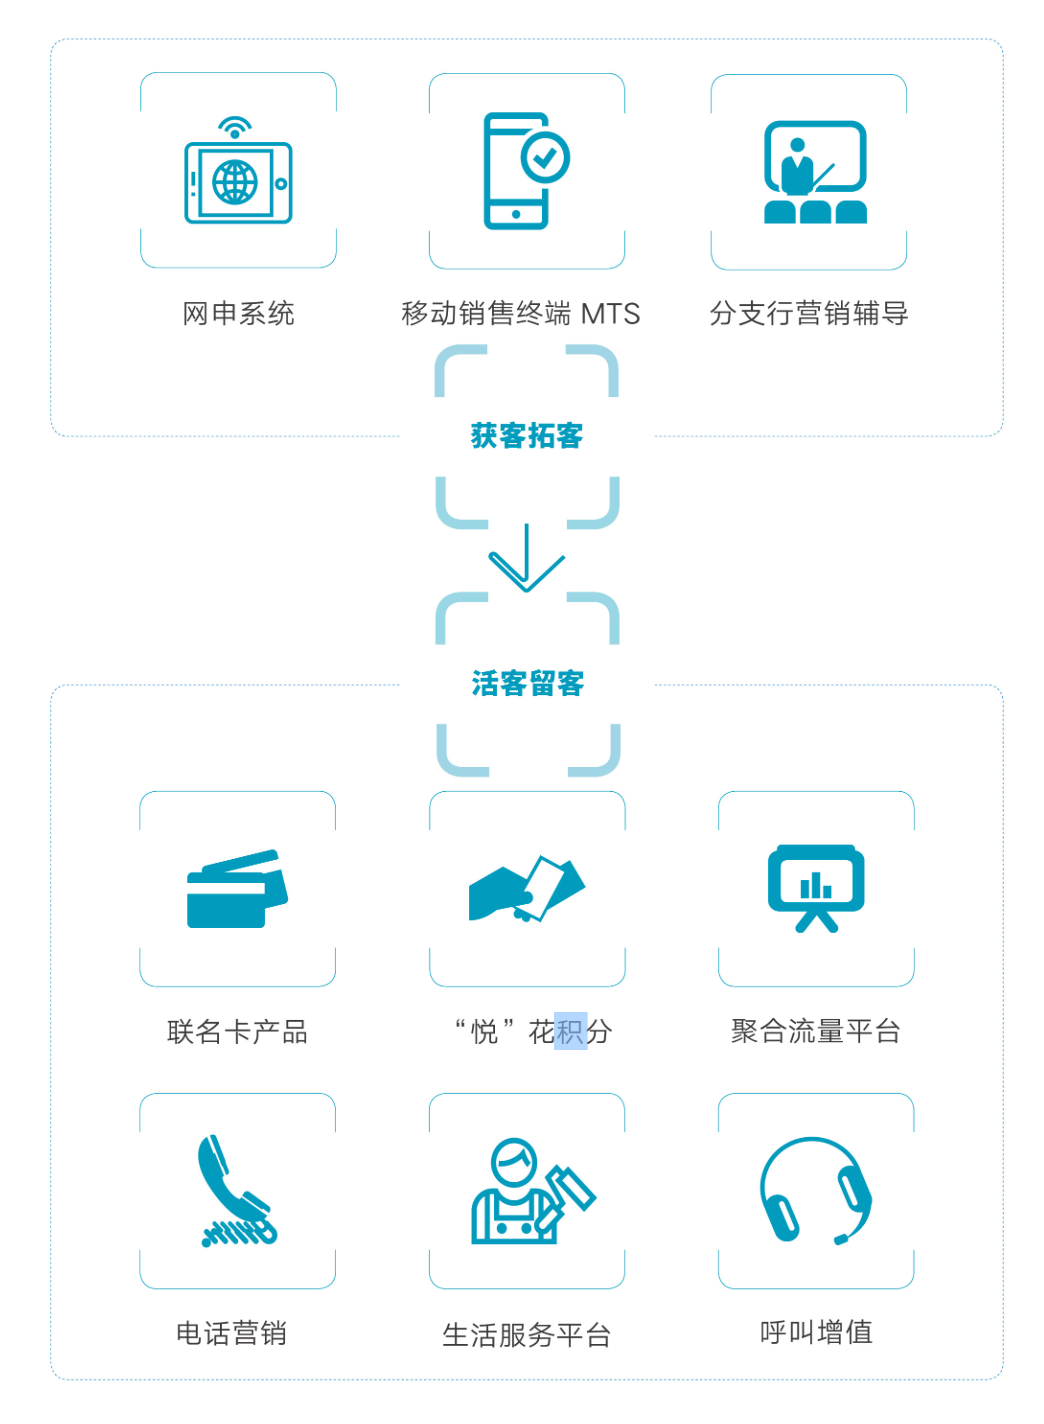 网申系统
移动销售终端 MTS
分支行营销辅导
获客拓客
活客留客
联名卡产品
“悦”花积分
聚合流量平台
电话营销
生活服务平台
呼叫增值